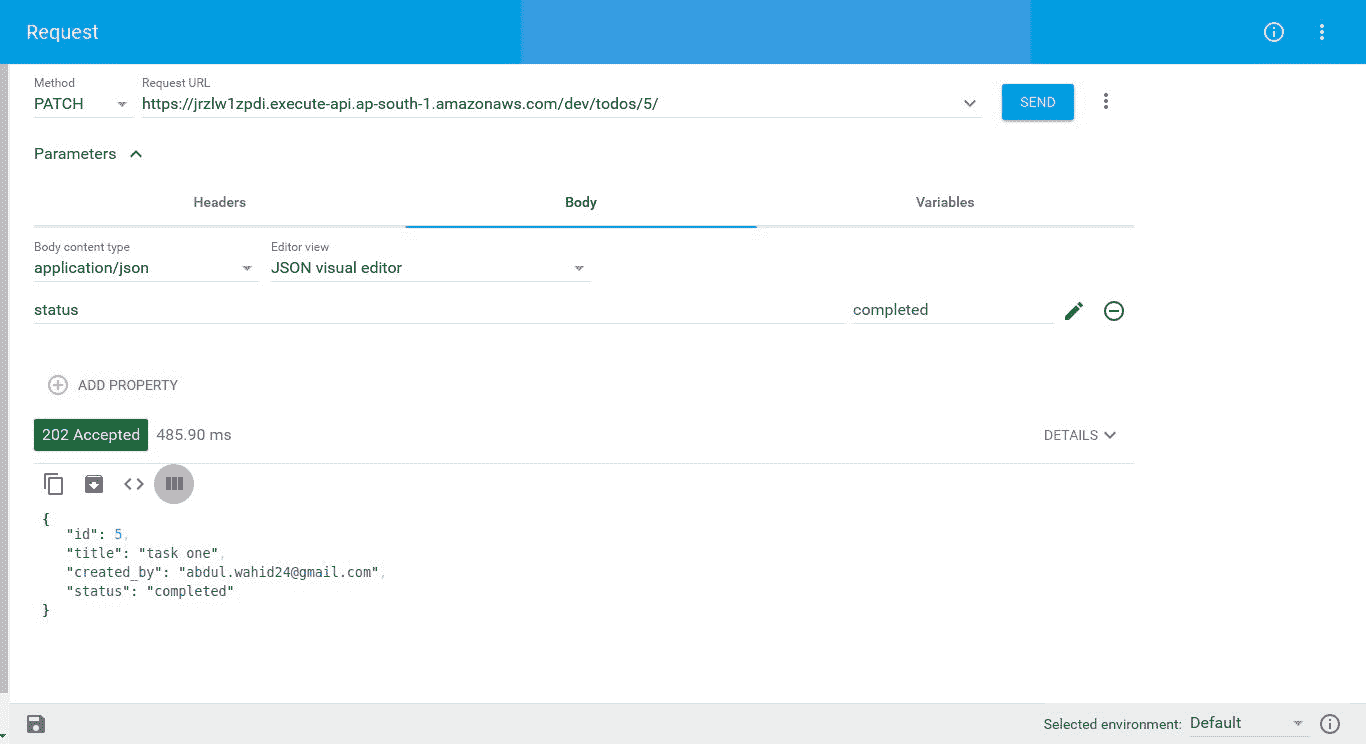 Request
Method
Request URL
PATCH
https://jrzlw1zpdi.execute-api.ap-south-1.amazonaws.com/dev/todos/5/
SEND
Parameters
Headers
Body
Variables
Body content type
Editor view
application/json
JSON visual editor
status
completed
ADD PROPERTY
202 Accepted
485.90 ms
DETAILS
{
"id": 5,
"title": "task one",
"created_by": "abdul.wahid24@gmail.com",
"status": "completed"
}
Selected environment:
Default